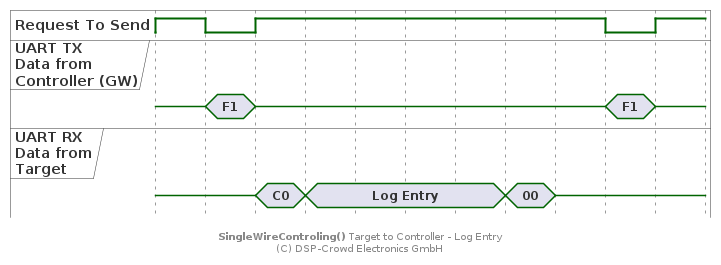 Request To Send
UART TX
Data from
Controller (GW)
F1 F1
UART RX
Data from
Target
C0 Log Entry 00
SingleWireControling() Target to Controller - Log Entry
(C) DSP-Crowd Electronics GmbH